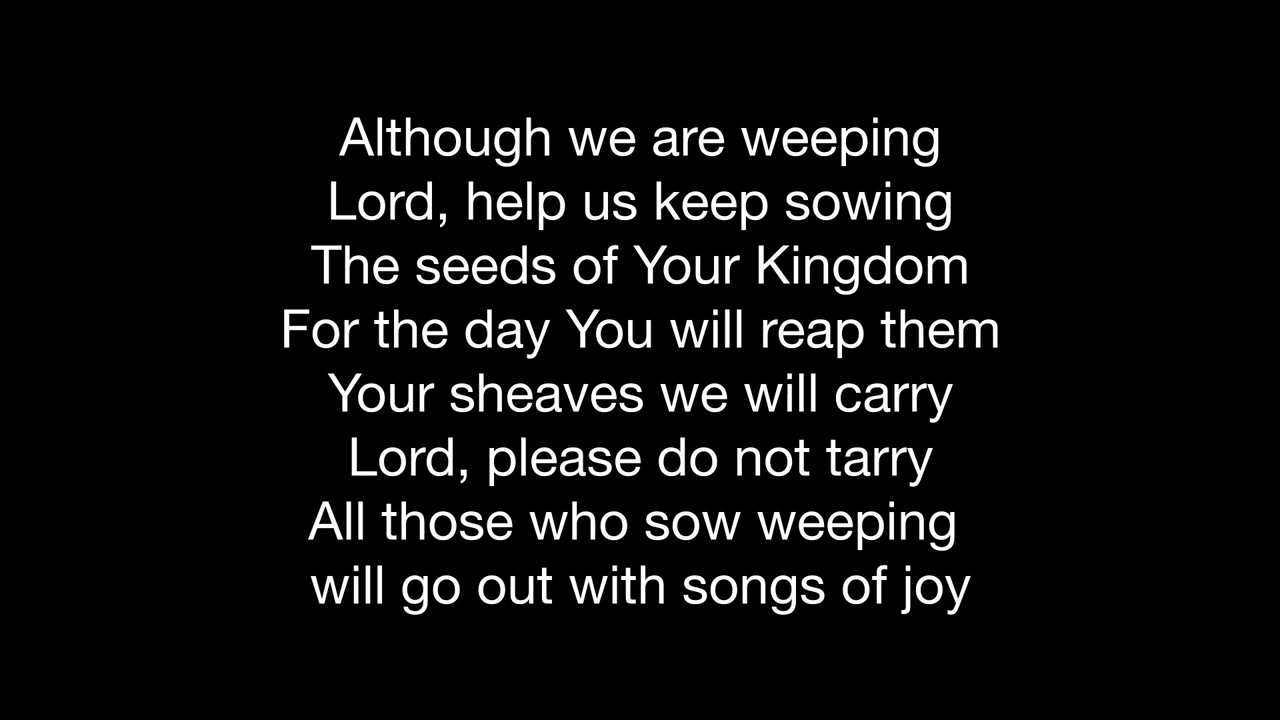 Although we are weeping
Lord, help us keep sowing
The seeds of Your Kingdom
For the day You will reap them
Your sheaves we will carry
Lord, please do not tarry
All those who sow weeping
will go out with songs of joy